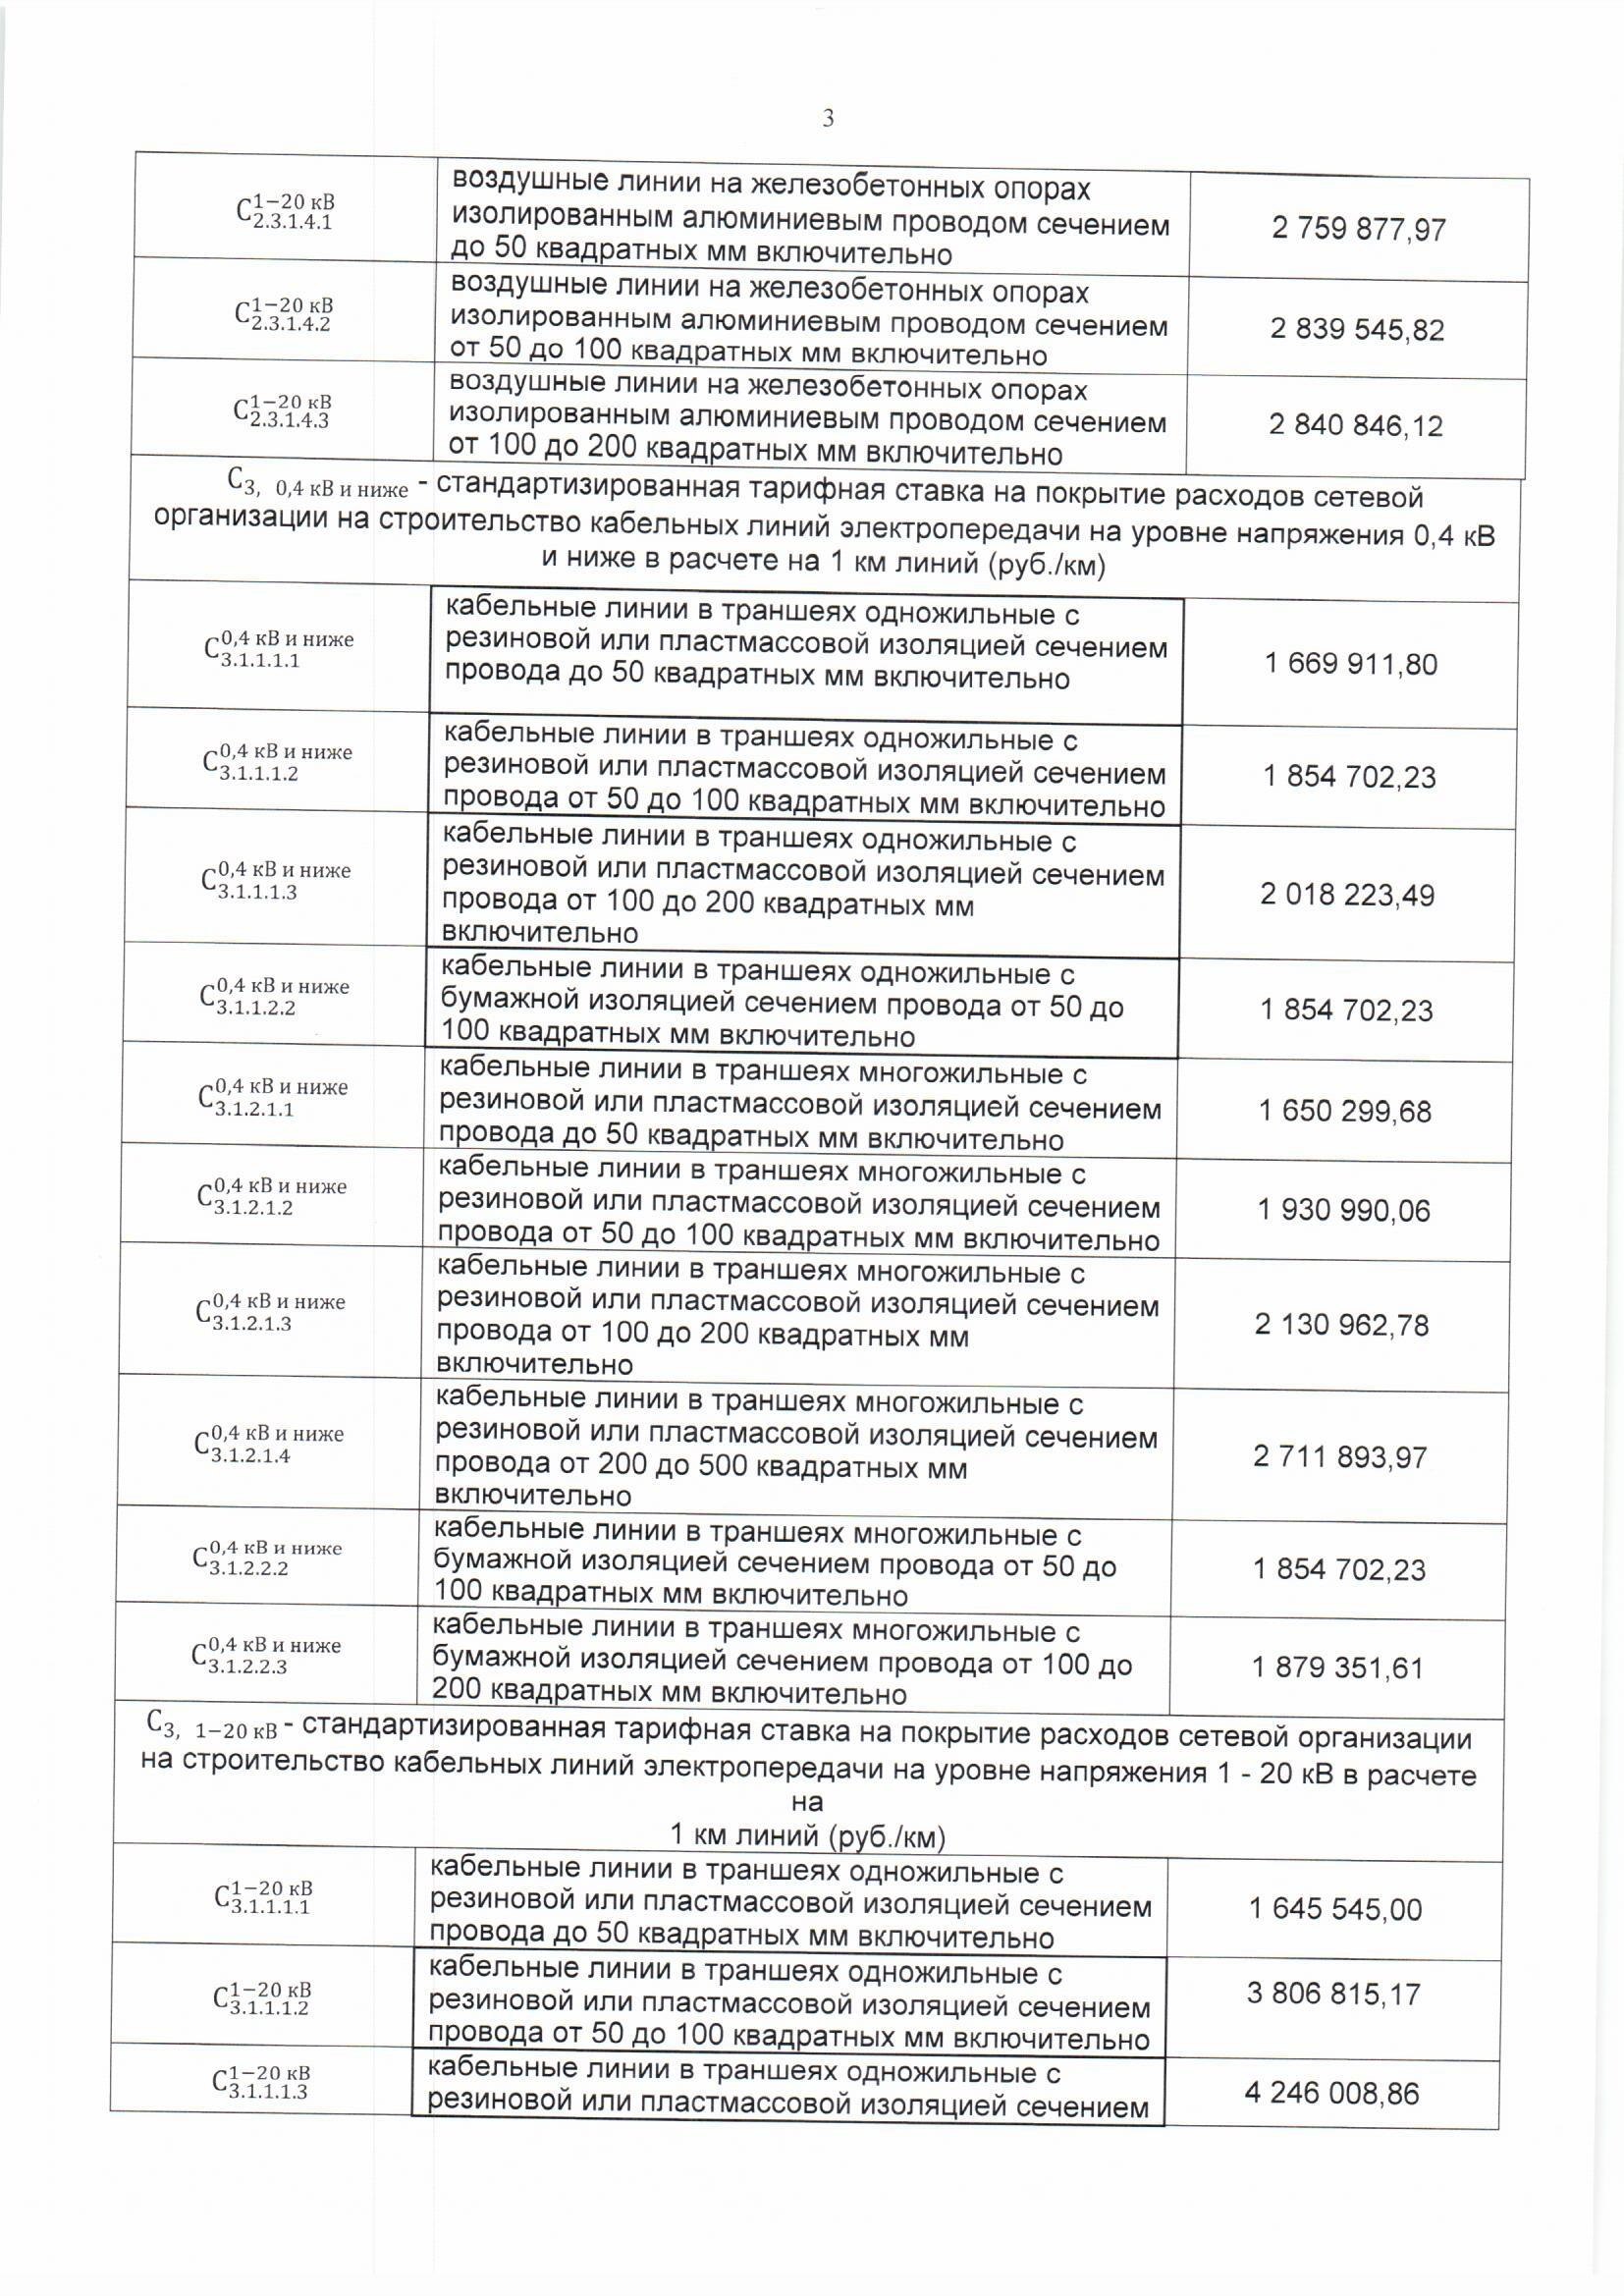 3
C 1–20 кВ 2.3.1.4.1
воздушные линии на железобетонных опорах
изолированным алюминиевым проводом сечением
до 50 квадратных мм включительно
2 759 877,97
C 1–20 кВ 2.3.1.4.2
воздушные линии на железобетонных опорах
изолированным алюминиевым проводом сечением
от 50 до 100 квадратных мм включительно
2 839 545,82
C 1–20 кВ 2.3.1.4.3
воздушные линии на железобетонных опорах
изолированным алюминиевым проводом сечением
от 100 до 200 квадратных мм включительно
2 840 846,12
C3, 0,4 кВ и ниже - стандартизированная тарифная ставка на покрытие расходов сетевой
организации на строительство кабельных линий электропередачи на уровне напряжения 0,4 кВ
и ниже в расчете на 1 км линий (руб./км)
C 0,4 кВ и ниже 3.1.1.1.1
кабельные линии в траншеях одножильные с
резиновой или пластмассовой изоляцией сечением
провода до 50 квадратных мм включительно
1 669 911,80
C 0,4 кВ и ниже 3.1.1.1.2
кабельные линии в траншеях одножильные с
резиновой или пластмассовой изоляцией сечением
провода от 50 до 100 квадратных мм включительно
1 854 702,23
C 0,4 кВ и ниже 3.1.1.1.3
кабельные линии в траншеях одножильные с
резиновой или пластмассовой изоляцией сечением
провода от 100 до 200 квадратных мм
включительно
2 018 223,49
C 0,4 кВ и ниже 3.1.1.2.2
кабельные линии в траншеях одножильные с
бумажной изоляцией сечением провода от 50 до
100 квадратных мм включительно
1 854 702,23
C 0,4 кВ и ниже 3.1.2.1.1
кабельные линии в траншеях многожильные с
резиновой или пластмассовой изоляцией сечением
провода до 50 квадратных мм включительно
1 650 299,68
C 0,4 кВ и ниже 3.1.2.1.2
кабельные линии в траншеях многожильные с
резиновой или пластмассовой изоляцией сечением
провода от 50 до 100 квадратных мм включительно
1 930 990,06
C 0,4 кВ и ниже 3.1.2.1.3
кабельные линии в траншеях многожильные с
резиновой или пластмассовой изоляцией сечением
провода от 100 до 200 квадратных мм
включительно
2 130 962,78
C 0,4 кВ и ниже 3.1.2.1.4
кабельные линии в траншеях многожильные с
резиновой или пластмассовой изоляцией сечением
провода от 200 до 500 квадратных мм
включительно
2 711 893,97
C 0,4 кВ и ниже 3.1.2.2.2
кабельные линии в траншеях многожильные с
бумажной изоляцией сечением провода от 50 до
100 квадратных мм включительно
1 854 702,23
C 0,4 кВ и ниже 3.1.2.2.3
кабельные линии в траншеях многожильные с
бумажной изоляцией сечением провода от 100 до
200 квадратных мм включительно
1 879 351,61
C3, 1–20 кВ - стандартизированная тарифная ставка на покрытие расходов сетевой организации
на строительство кабельных линий электропередачи на уровне напряжения 1 - 20 кВ в расчете
на
1 км линий (руб./км)
C 1–20 кВ 3.1.1.1.1
кабельные линии в траншеях одножильные с
резиновой или пластмассовой изоляцией сечением
провода до 50 квадратных мм включительно
1 645 545,00
C 1–20 кВ 3.1.1.1.2
кабельные линии в траншеях одножильные с
резиновой или пластмассовой изоляцией сечением
провода от 50 до 100 квадратных мм включительно
3 806 815,17
C 1–20 кВ 3.1.1.1.3
кабельные линии в траншеях одножильные с
резиновой или пластмассовой изоляцией сечением
4 246 008,86